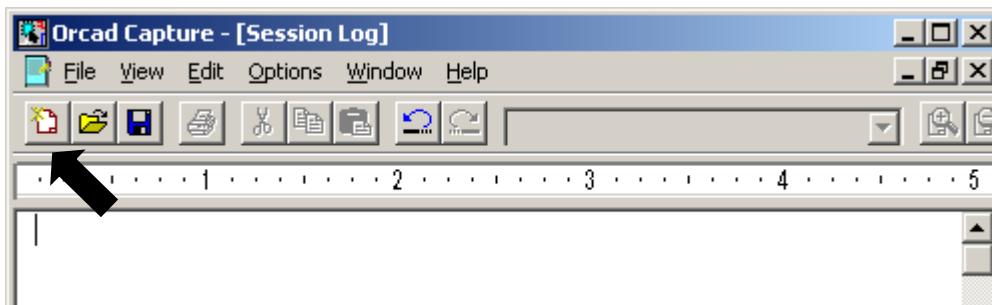 Orcad Capture - [Session Log]
File View Edit Options Window Help
1 2 3 4 5